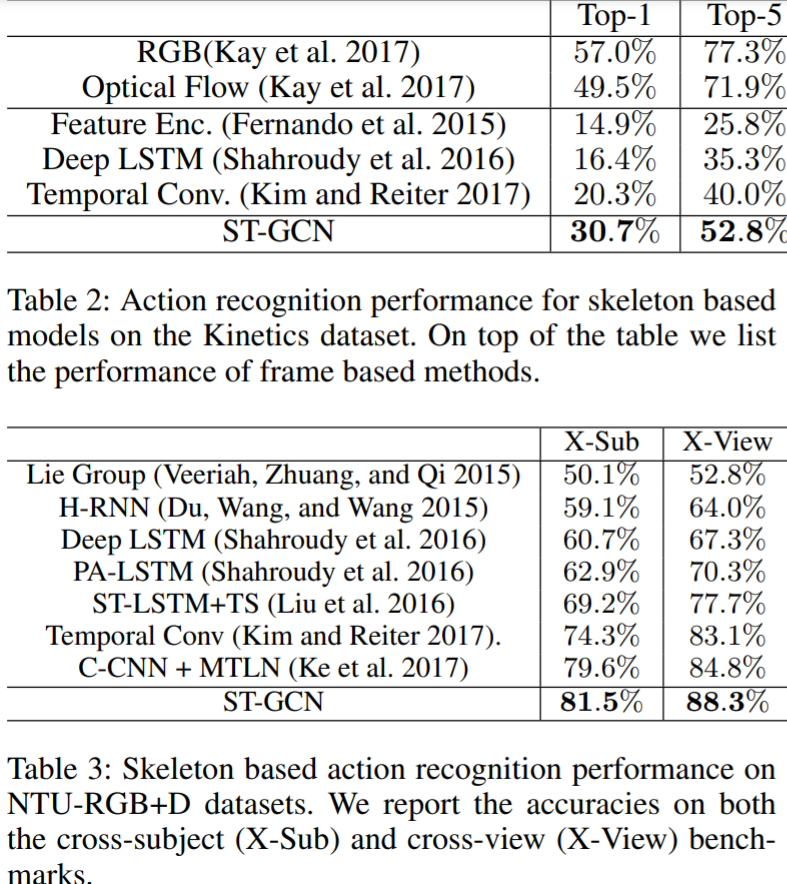 Top-1 Top-5
RGB(Kay et al. 2017) 57.0% 77.3%
Optical Flow (Kay et al. 2017) 49.5% 71.9%
Feature Enc. (Fernando et al. 2015) 14.9% 25.8%
Deep LSTM (Shahroudy et al. 2016) 16.4% 35.3%
Temporal Conv. (Kim and Reiter 2017) 20.3% 40.0%
ST-GCN 30.7% 52.8%
Table 2: Action recognition performance for skeleton based
models on the Kinetics dataset. On top of the table we list
the performance of frame based methods.
X-Sub X-View
Lie Group (Veeriah, Zhuang, and Qi 2015) 50.1% 52.8%
H-RNN (Du, Wang, and Wang 2015) 59.1% 64.0%
Deep LSTM (Shahroudy et al. 2016) 60.7% 67.3%
PA-LSTM (Shahroudy et al. 2016) 62.9% 70.3%
ST-LSTM+TS (Liu et al. 2016) 69.2% 77.7%
Temporal Conv (Kim and Reiter 2017). 74.3% 83.1%
C-CNN + MTLN (Ke et al. 2017) 79.6% 84.8%
ST-GCN 81.5% 88.3%
Table 3: Skeleton based action recognition performance on
NTU-RGB+D datasets. We report the accuracies on both
the cross-subject (X-Sub) and cross-view (X-View) bench-
marks.